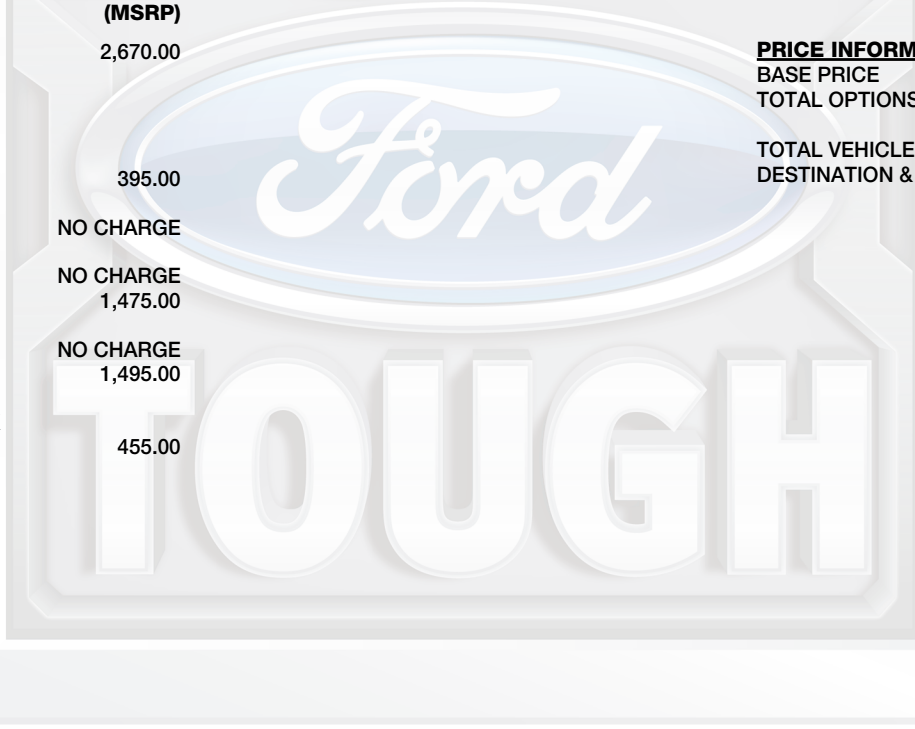 (MSRP)
2,670.00
395.00
NO CHARGE
NO CHARGE
1,475.00
NO CHARGE
1,495.00
455.00
PRICE INFORM
BASE PRICE
TOTAL OPTIONS
TOTAL VEHICLE
DESTINATION &
Ford
TOUGH